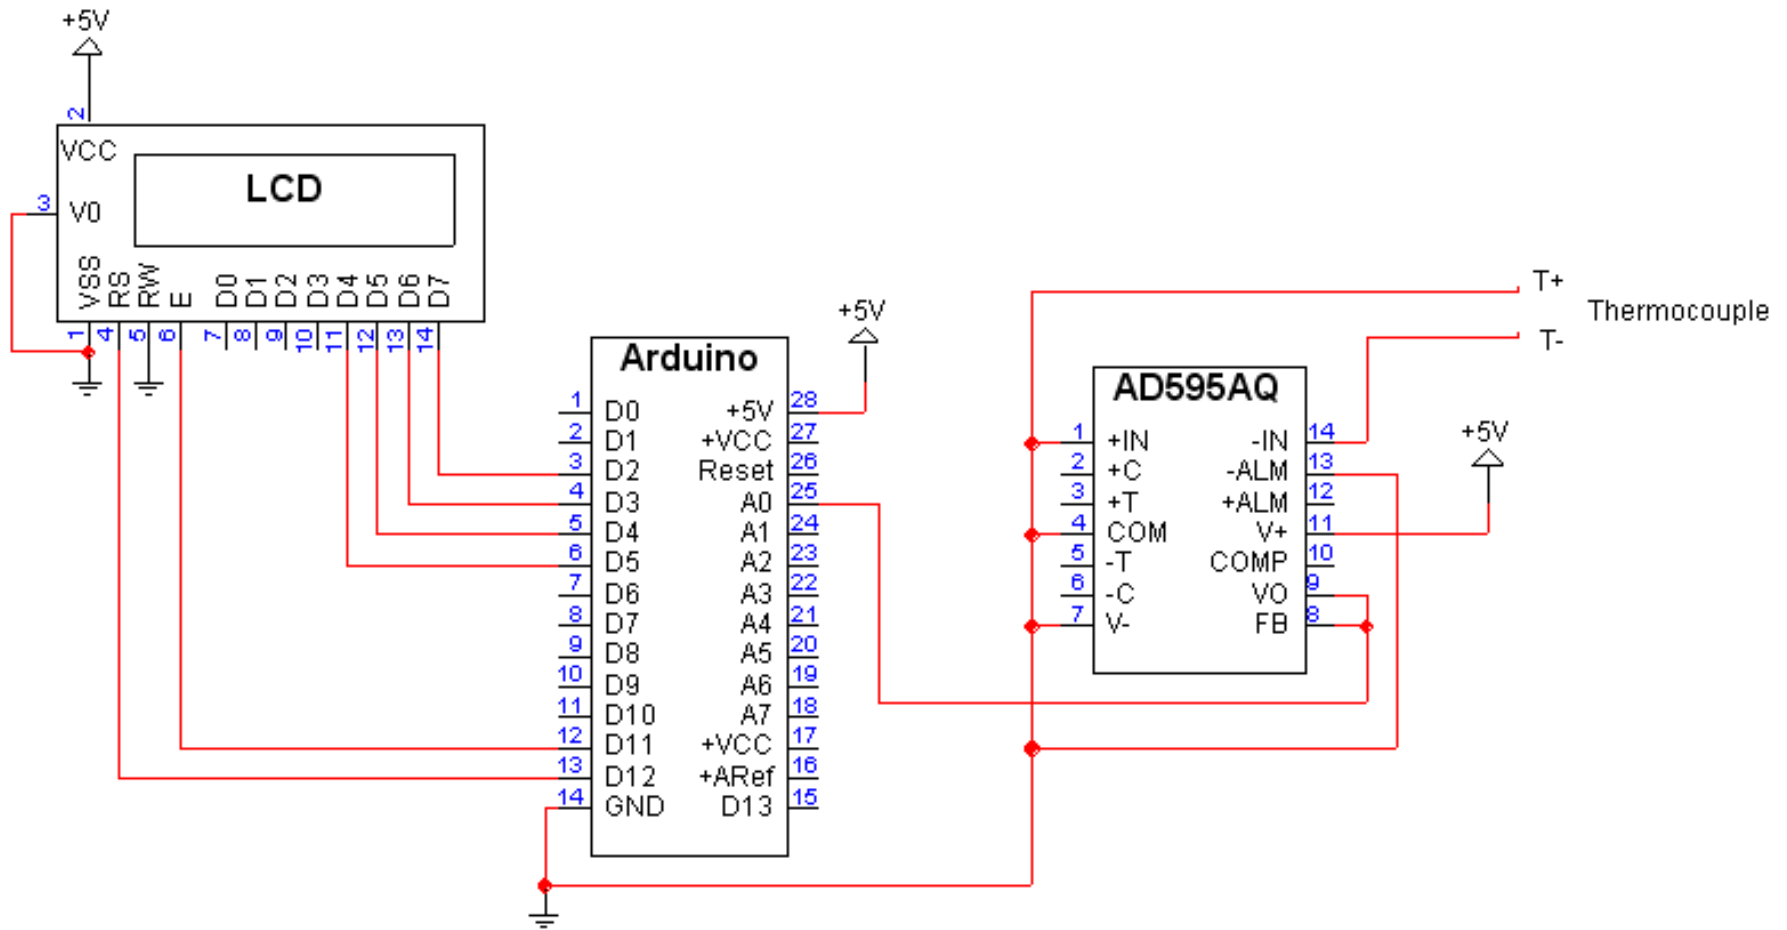 +5V
2
VCC
LCD
3
V0
VSS
RS
RW
E
D0
D1
D2
D3
D4
D5
D6
D7
1
4
5
6
7
8
9
10
11
12
13
14
Arduino
1 D0 +5V 28
2 D1 +VCC 27
3 D2 Reset 26
4 D3 A0 25
5 D4 A1 24
6 D5 A2 23
7 D6 A3 22
8 D7 A4 21
9 D8 A5 20
10 D9 A6 19
11 D10 A7 18
12 D11 +VCC 17
13 D12 +ARef 16
14 GND D13 15
+5V
T+
Thermocouple
T-
AD595AQ
1 +IN -IN 14
2 +C -ALM 13
3 +T +ALM 12
4 COM V+ 11
5 -T COMP 10
6 -C VO 9
7 V- FB 8
+5V